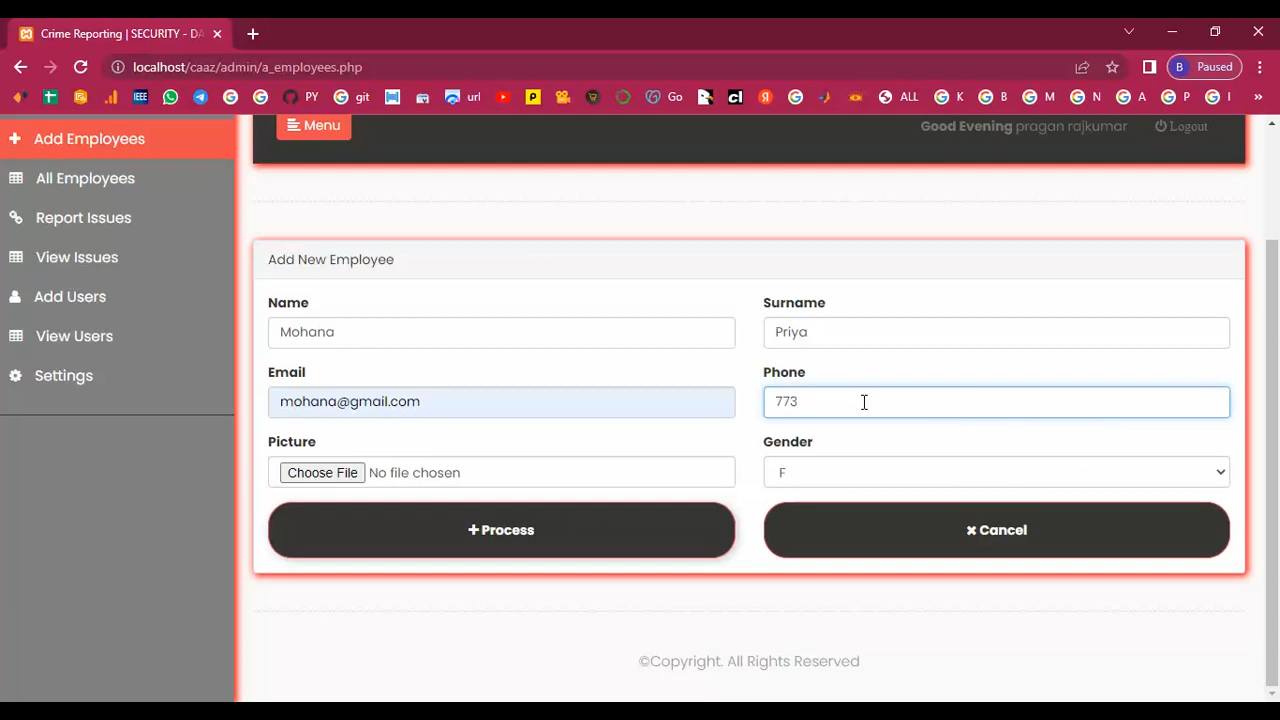 Crime Reporting | SECURITY - DA
localhost/caaz/admin/a_employees.php
B Paused
IEEE PY git url P Go cl Я ALL K B M N A P I »
Menu
Good Evening pragan rajkumar Logout
Add Employees
All Employees
Report Issues
View Issues
Add Users
View Users
Settings
Add New Employee
Name Surname
Mohana Priya
Email Phone
mohana@gmail.com 773
Picture Gender
Choose File No file chosen F
Process Cancel
©Copyright. All Rights Reserved